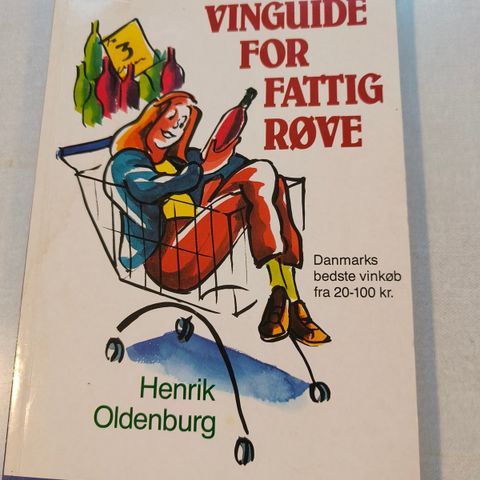 VINGUIDE
FOR
FATTIG
RØVE
3
Danmarks
bedste vinkøb
fra 20-100 kr.
Henrik
Oldenburg